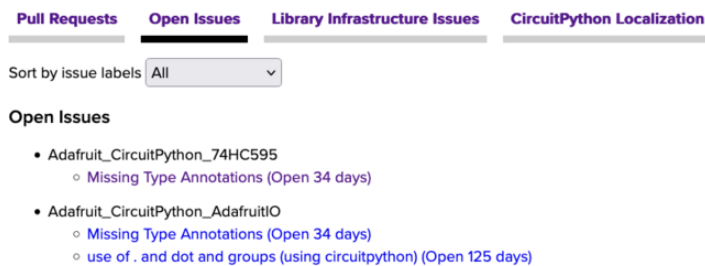 Pull Requests Open Issues Library Infrastructure Issues CircuitPython Localization
Sort by issue labels All
Open Issues
Adafruit_CircuitPython_74HC595
Missing Type Annotations (Open 34 days)
Adafruit_CircuitPython_AdafruitIO
Missing Type Annotations (Open 34 days)
use of . and dot and groups (using circuitpython) (Open 125 days)